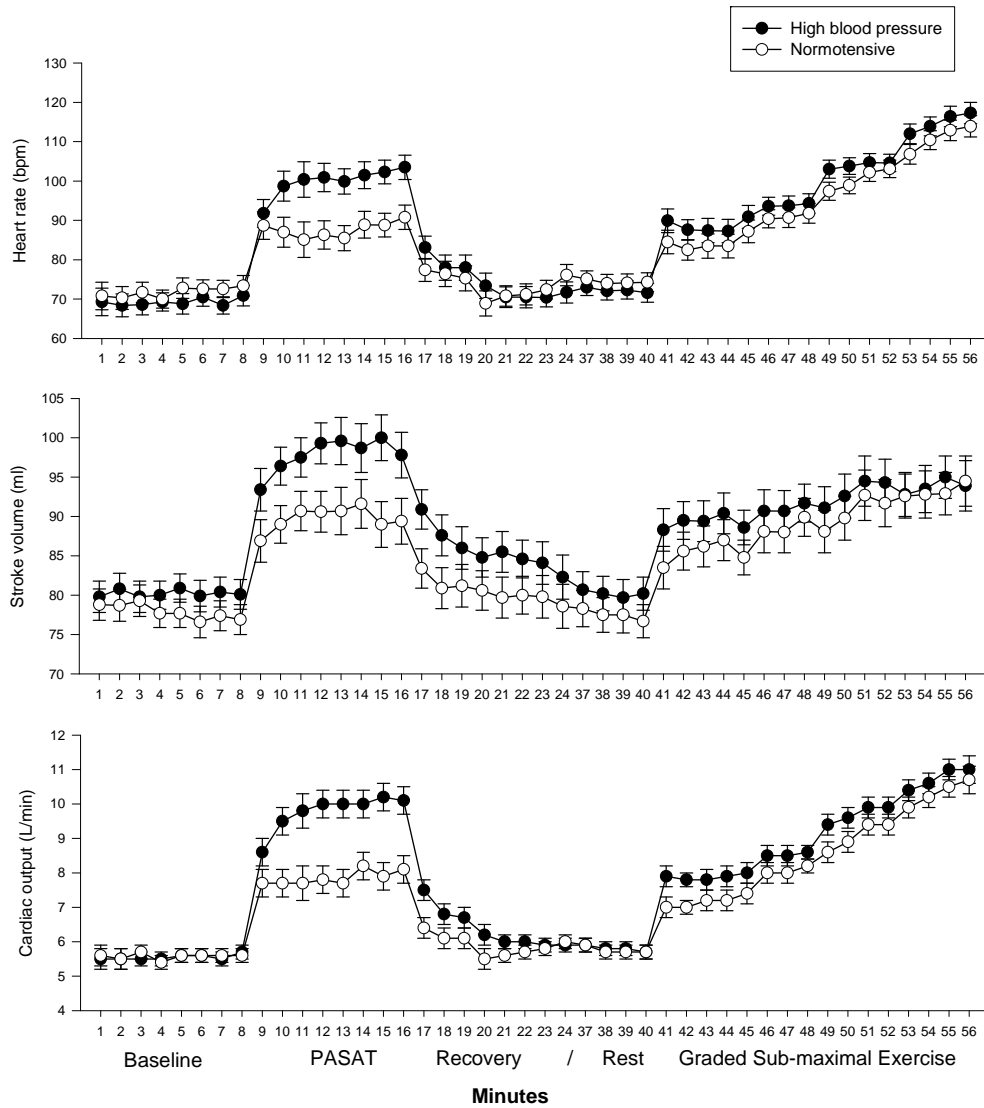 High blood pressure
Normotensive
130
120
110
100
90
80
70
60
Heart rate (bpm)
1 2 3 4 5 6 7 8 9 10 11 12 13 14 15 16 17 18 19 20 21 22 23 24 37 38 39 40 41 42 43 44 45 46 47 48 49 50 51 52 53 54 55 56
105
100
95
90
85
80
75
70
Stroke volume (ml)
1 2 3 4 5 6 7 8 9 10 11 12 13 14 15 16 17 18 19 20 21 22 23 24 37 38 39 40 41 42 43 44 45 46 47 48 49 50 51 52 53 54 55 56
12
11
10
9
8
7
6
5
4
Cardiac output (L/min)
1 2 3 4 5 6 7 8 9 10 11 12 13 14 15 16 17 18 19 20 21 22 23 24 37 38 39 40 41 42 43 44 45 46 47 48 49 50 51 52 53 54 55 56
Baseline PASAT Recovery / Rest Graded Sub-maximal Exercise
Minutes